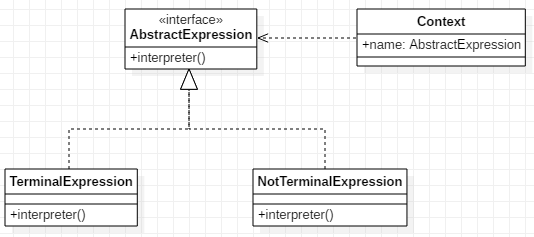 «interface»
AbstractExpression
+interpreter()
Context
+name: AbstractExpression
TerminalExpression
+interpreter()
NotTerminalExpression
+interpreter()